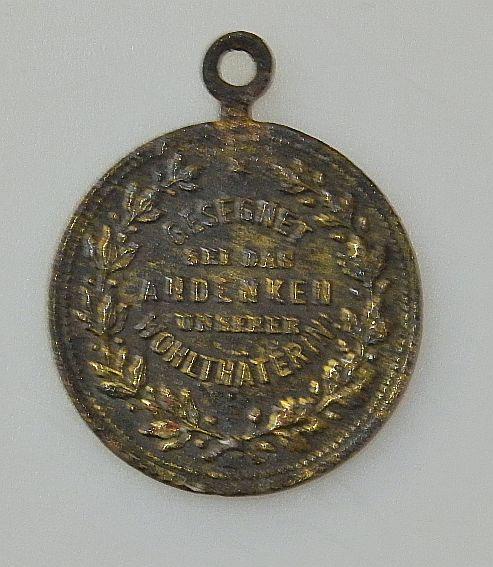 GESEGNET
SEI DAS
ANDENKEN
UNSERER
WOHLTHÄTERIN